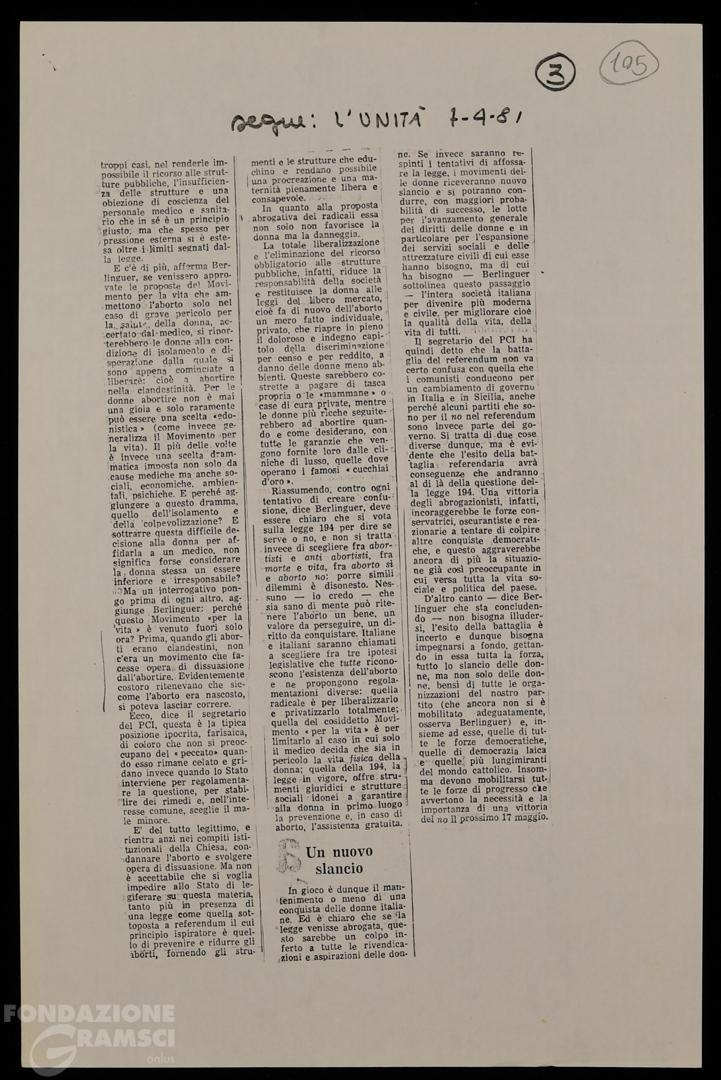 3
105
segue: L'UNITÀ 7-4-81
troppi casi, nel renderle im-
possibile il ricorso alle strut-
ture pubbliche, l'insufficien-
za delle strutture e una
obiezione di coscienza del
personale medico e sanita-
rio che in sé è un principio
giusto, ma che spesso per
pressione esterna si è este-
sa oltre i limiti segnati dal-
la legge.
E c'è di più, afferma Ber-
linguer, se venissero appro-
vate le proposte del Movi-
mento per la vita che am-
mettono l'aborto solo nel
caso di grave pericolo per
la salute della donna, ac-
certato dal medico, si ripor-
terebbero le donne alla con-
dizione di isolamento e di-
sperazione dalla quale si
sono appena cominciate a
liberare: cioè a abortire
nella clandestinità. Per le
donne abortire non è mai
una gioia e solo raramente
può essere una scelta «edo-
nistica» (come invece ge-
neralizza il Movimento per
la vita). Il più delle volte
è invece una scelta dram-
matica imposta non solo da
cause mediche ma anche so-
ciali, economiche, ambien-
tali, psichiche. E perché ag-
giungere a questo dramma,
quello dell'isolamento e
della colpevolizzazione? E
sottrarre questa difficile de-
cisione alla donna per af-
fidarla a un medico, non
significa forse considerare
la donna stessa un essere
inferiore e irresponsabile?
Ma un interrogativo pon-
go prima di ogni altro, ag-
giunge Berlinguer: perché
questo Movimento «per la
vita» è venuto fuori solo
ora? Prima, quando gli abor-
ti erano clandestini, non
c'era un movimento che fa-
cesse opera di dissuasione
dall'abortire. Evidentemente
costoro ritenevano che sic-
come l'aborto era nascosto,
si poteva lasciar correre.
Ecco, dice il segretario
del PCI, questa è la tipica
posizione ipocrita, farisaica,
di coloro che non si preoc-
cupano del «peccato» quan-
do esso rimane celato e gri-
dano invece quando lo Stato
interviene per regolamenta-
re la questione, per stabi-
lire dei rimedi e, nell'inte-
resse comune, sceglie il ma-
le minore.
E' del tutto legittimo, e
rientra anzi nei compiti isti-
tuzionali della Chiesa, con-
dannare l'aborto e svolgere
opera di dissuasione. Ma non
è accettabile che si voglia
impedire allo Stato di le-
giferare su questa materia,
tanto più in presenza di
una legge come quella sot-
toposta a referendum il cui
principio ispiratore è quel-
lo di prevenire e ridurre gli
aborti, fornendo gli stru-
menti e le strutture che edu-
chino e rendano possibile
una procreazione e una ma-
ternità pienamente libera e
consapevole.
In quanto alla proposta
abrogativa dei radicali essa
non solo non favorisce la
donna ma la danneggia.
La totale liberalizzazione
e l'eliminazione del ricorso
obbligatorio alle strutture
pubbliche, infatti, riduce la
responsabilità della società
e restituisce la donna alle
leggi del libero mercato,
cioè fa di nuovo dell'aborto
un mero fatto individuale,
privato, che riapre in pieno
il doloroso e indegno capi-
tolo della discriminazione
per censo e per reddito, a
danno delle donne meno ab-
bienti. Queste sarebbero co-
strette a pagare di tasca
propria o le «mammane» o
case di cura private, mentre
le donne più ricche seguite-
rebbero ad abortire quan-
do e come desiderano, con
tutte le garanzie che ven-
gono fornite loro dalle cli-
niche di lusso, quelle dove
operano i famosi «cucchiai
d'oro».
Riassumendo, contro ogni
tentativo di creare confu-
sione, dice Berlinguer, deve
essere chiaro che si vota
sulla legge 194 per dire se
serve o no, e non si tratta
invece di scegliere fra abor-
tisti e anti abortisti, fra
morte e vita, fra aborto sì
e aborto no: porre simili
dilemmi è disonesto. Nes-
suno — io credo — che
sia sano di mente può rite-
nere l'aborto un bene, un
valore da perseguire, un di-
ritto da conquistare. Italiane
e italiani saranno chiamati
a scegliere fra tre ipotesi
legislative che tutte ricono-
scono l'esistenza dell'aborto
e ne propongono regola-
mentazioni diverse: quella
radicale è per liberalizzarlo
e privatizzarlo totalmente;
quella del cosiddetto Movi-
mento «per la vita» è per
limitarlo al caso in cui solo
il medico decida che sia in
pericolo la vita fisica della
donna; quella della 194, la
legge in vigore, offre stru-
menti giuridici e strutture
sociali idonei a garantire
alla donna in primo luogo
la prevenzione e, in caso di
aborto, l'assistenza gratuita.
Un nuovo
slancio
In gioco è dunque il man-
tenimento o meno di una
conquista delle donne italia-
ne. Ed è chiaro che se la
legge venisse abrogata, que-
sto sarebbe un colpo in-
ferto a tutte le rivendica-
zioni e aspirazioni delle don-
ne. Se invece saranno re-
spinti i tentativi di affossa-
re la legge, i movimenti del-
le donne riceveranno nuovo
slancio e si potranno con-
durre, con maggiori proba-
bilità di successo, le lotte
per l'avanzamento generale
dei diritti delle donne e in
particolare per l'espansione
dei servizi sociali e delle
attrezzature civili di cui esse
hanno bisogno, ma di cui
ha bisogno — Berlinguer
sottolinea questo passaggio
— l'intera società italiana
per divenire più moderna
e civile, per migliorare cioè
la qualità della vita, della
vita di tutti.
Il segretario del PCI ha
quindi detto che la batta-
glia del referendum non va
certo confusa con quella che
i comunisti conducono per
un cambiamento di governo
in Italia e in Sicilia, anche
perché alcuni partiti che so-
no per il no nel referendum
sono invece parte del go-
verno. Si tratta di due cose
diverse dunque, ma è evi-
dente che l'esito della bat-
taglia referendaria avrà
conseguenze che andranno
al di là della questione del-
la legge 194. Una vittoria
degli abrogazionisti, infatti,
incoraggerebbe le forze con-
servatrici, oscurantiste e rea-
zionarie a tentare di colpire
altre conquiste democrati-
che, e questo aggraverebbe
ancora di più la situazio-
ne già così preoccupante in
cui versa tutta la vita so-
ciale e politica del paese.
D'altro canto — dice Ber-
linguer che sta concluden-
do — non bisogna illuder-
si, l'esito della battaglia è
incerto e dunque bisogna
impegnarsi a fondo, gettan-
do in essa tutta la forza,
tutto lo slancio delle don-
ne, ma non solo delle don-
ne, bensì di tutte le orga-
nizzazioni del nostro par-
tito (che ancora non si è
mobilitato adeguatamente,
osserva Berlinguer) e, in-
sieme ad esse, quelle di tut-
te le forze democratiche,
quelle di democrazia laica
e quelle più lungimiranti
del mondo cattolico. Insom-
ma devono mobilitarsi tut-
te le forze di progresso che
avvertono la necessità e la
importanza di una vittoria
del no il prossimo 17 maggio.
FONDAZIONE
GRAMSCI
onlus